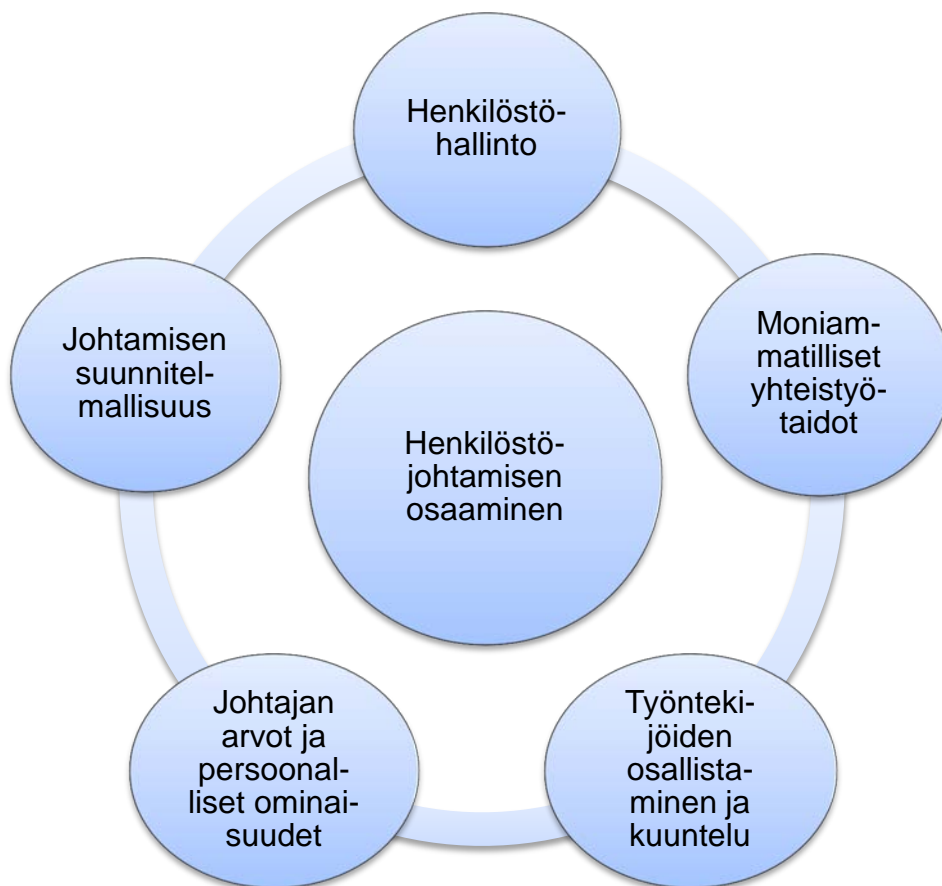 Henkilöstö-
hallinto
Moniam-
matilliset
yhteistyö-
taidot
Työnteki-
jöiden
osallista-
minen ja
kuuntelu
Johtajan
arvot ja
persoonal-
liset ominai-
suudet
Johtamisen
suunnitel-
mallisuus
Henkilöstö-
johtamisen
osaaminen